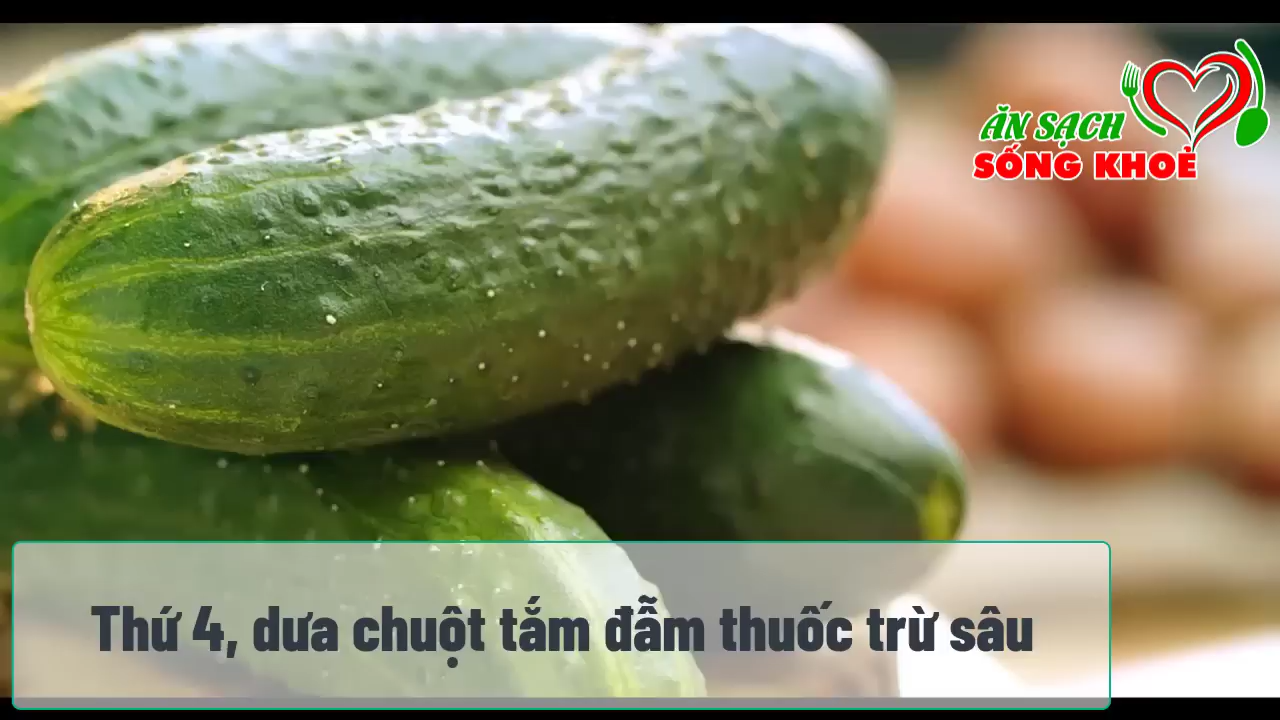 ĂN SẠCH
SỐNG KHOẺ
Thứ 4, dưa chuột tắm đẫm thuốc trừ sâu